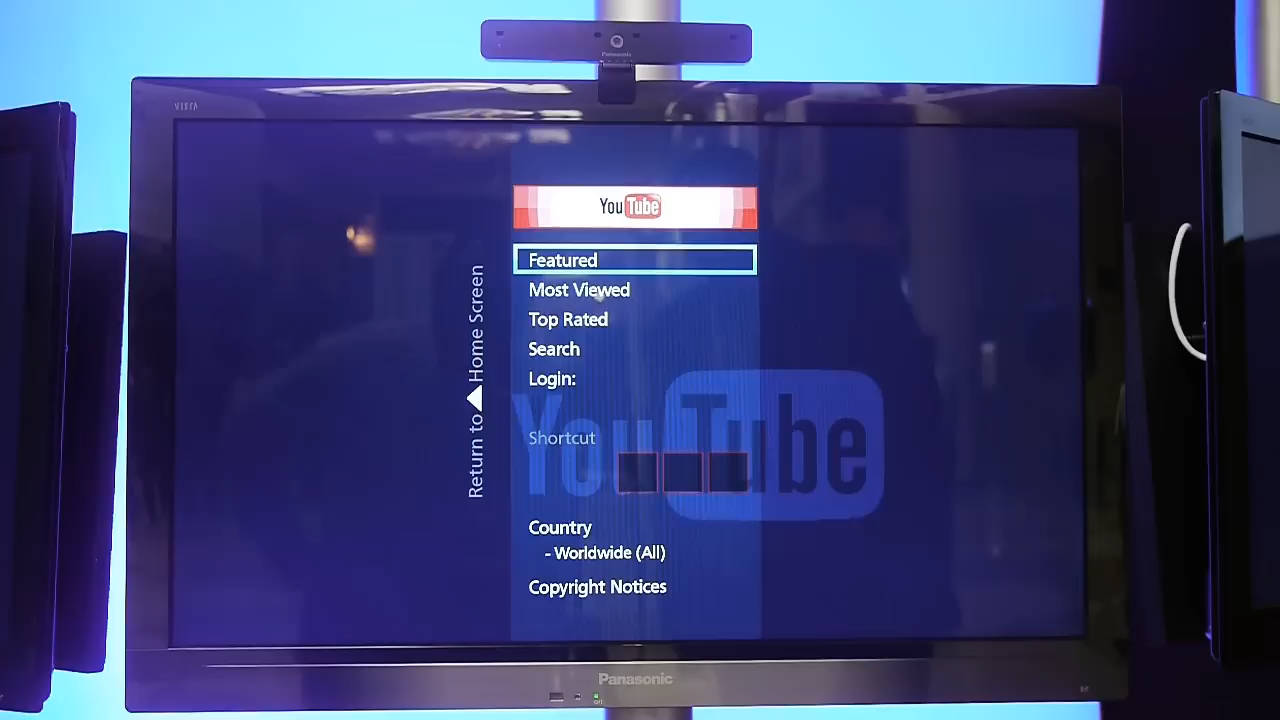 Panasonic
VIERA
YouTube
Featured
Most Viewed
Top Rated
Search
Login:
Return to Home Screen
Shortcut
YouTube
Country
- Worldwide (All)
Copyright Notices
Panasonic